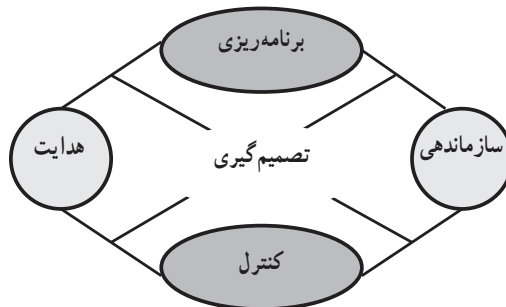 برنامه‌ریزی
سازماندهی
تصمیم‌گیری
هدایت
کنترل